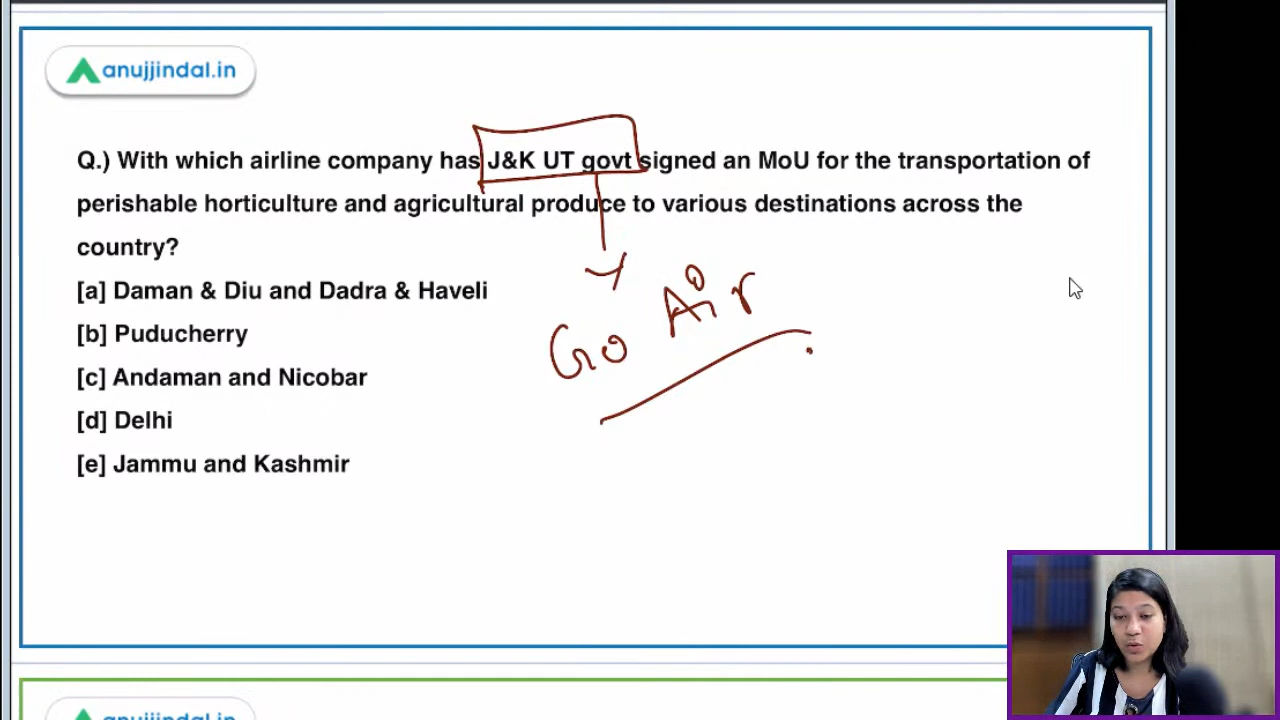 anujjindal.in
Q.) With which airline company has J&K UT govt signed an MoU for the transportation of
perishable horticulture and agricultural produce to various destinations across the
country?
[a] Daman & Diu and Dadra & Haveli
[b] Puducherry
[c] Andaman and Nicobar
[d] Delhi
[e] Jammu and Kashmir
Go Air
anujjindal.in